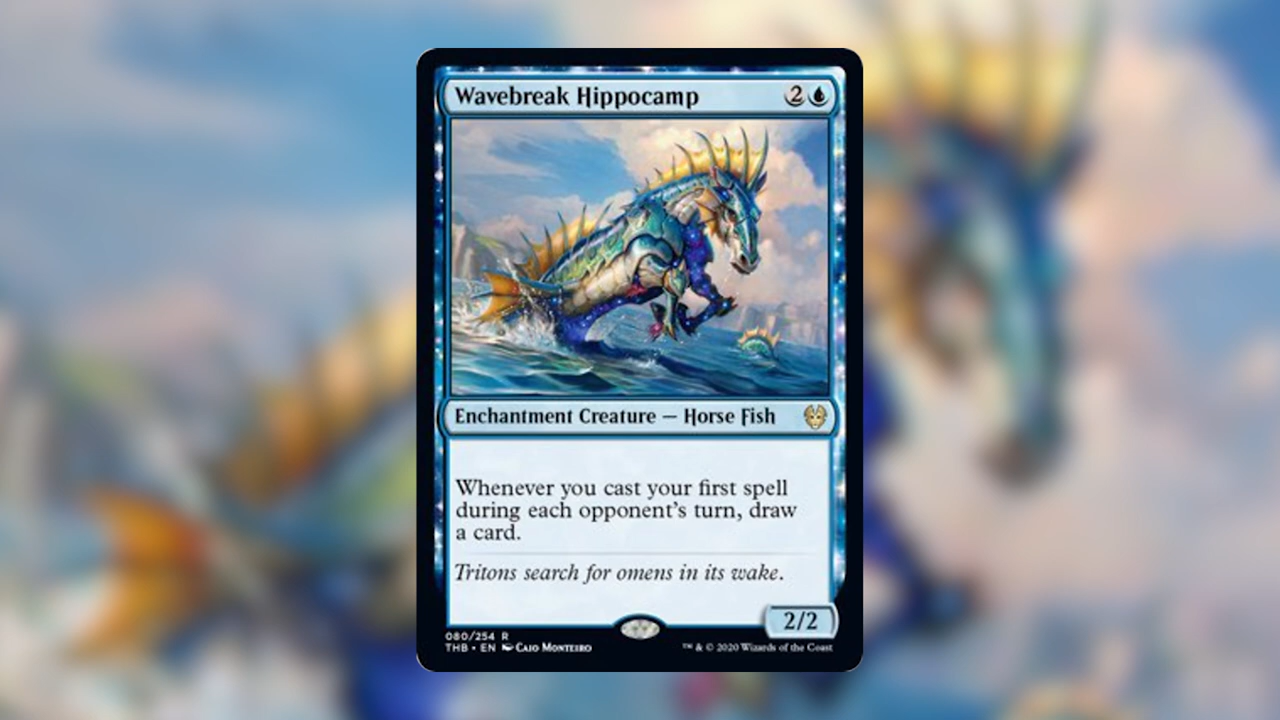 Wavebreak Hippocamp 2
Enchantment Creature — Horse Fish
Whenever you cast your first spell
during each opponent's turn, draw
a card.
Tritons search for omens in its wake.
2/2
080/254 R
THB • EN Caio Monteiro
™ & © 2020 Wizards of the Coast